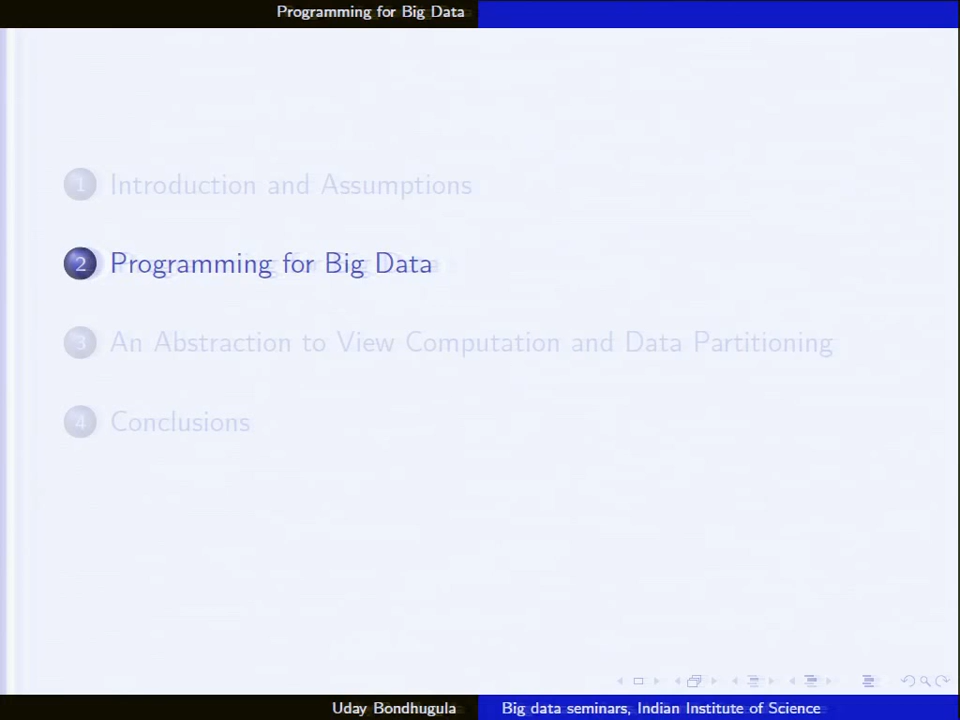 Programming for Big Data
1 Introduction and Assumptions
2 Programming for Big Data
3 An Abstraction to View Computation and Data Partitioning
4 Conclusions
Uday Bondhugula Big data seminars, Indian Institute of Science